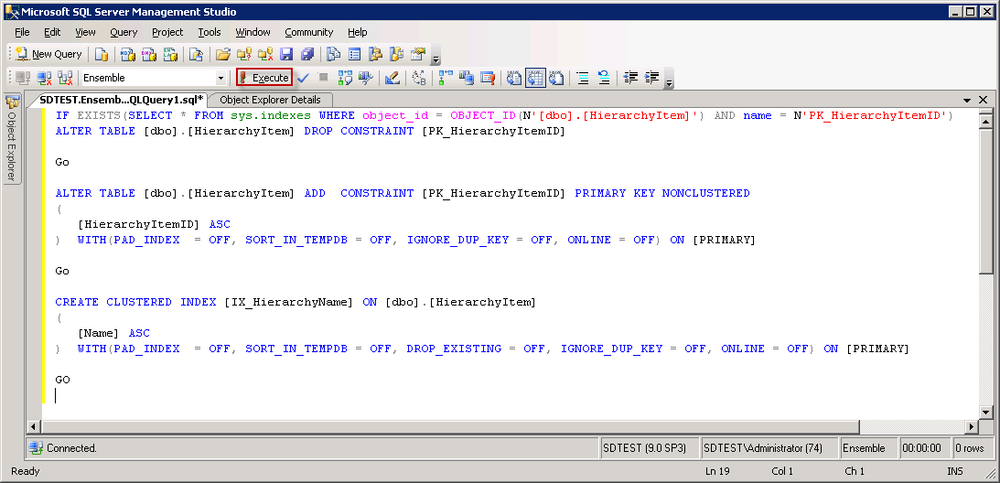 Microsoft SQL Server Management Studio
File Edit View Query Project Tools Window Community Help
New Query
Ensemble Execute
SDTEST.Ensemb...QLQuery1.sql* Object Explorer Details
Object Explorer
IF EXISTS(SELECT * FROM sys.indexes WHERE object_id = OBJECT_ID(N'[dbo].[HierarchyItem]') AND name = N'PK_HierarchyItemID')
ALTER TABLE [dbo].[HierarchyItem] DROP CONSTRAINT [PK_HierarchyItemID]
Go
ALTER TABLE [dbo].[HierarchyItem] ADD  CONSTRAINT [PK_HierarchyItemID] PRIMARY KEY NONCLUSTERED
(
[HierarchyItemID] ASC
)  WITH(PAD_INDEX  = OFF, SORT_IN_TEMPDB = OFF, IGNORE_DUP_KEY = OFF, ONLINE = OFF) ON [PRIMARY]
Go
CREATE CLUSTERED INDEX [IX_HierarchyName] ON [dbo].[HierarchyItem]
(
[Name] ASC
)  WITH(PAD_INDEX  = OFF, SORT_IN_TEMPDB = OFF, DROP_EXISTING = OFF, IGNORE_DUP_KEY = OFF, ONLINE = OFF) ON [PRIMARY]
GO
Connected. SDTEST (9.0 SP3) SDTEST\Administrator (74) Ensemble 00:00:00 0 rows
Ready Ln 19 Col 1 Ch 1 INS